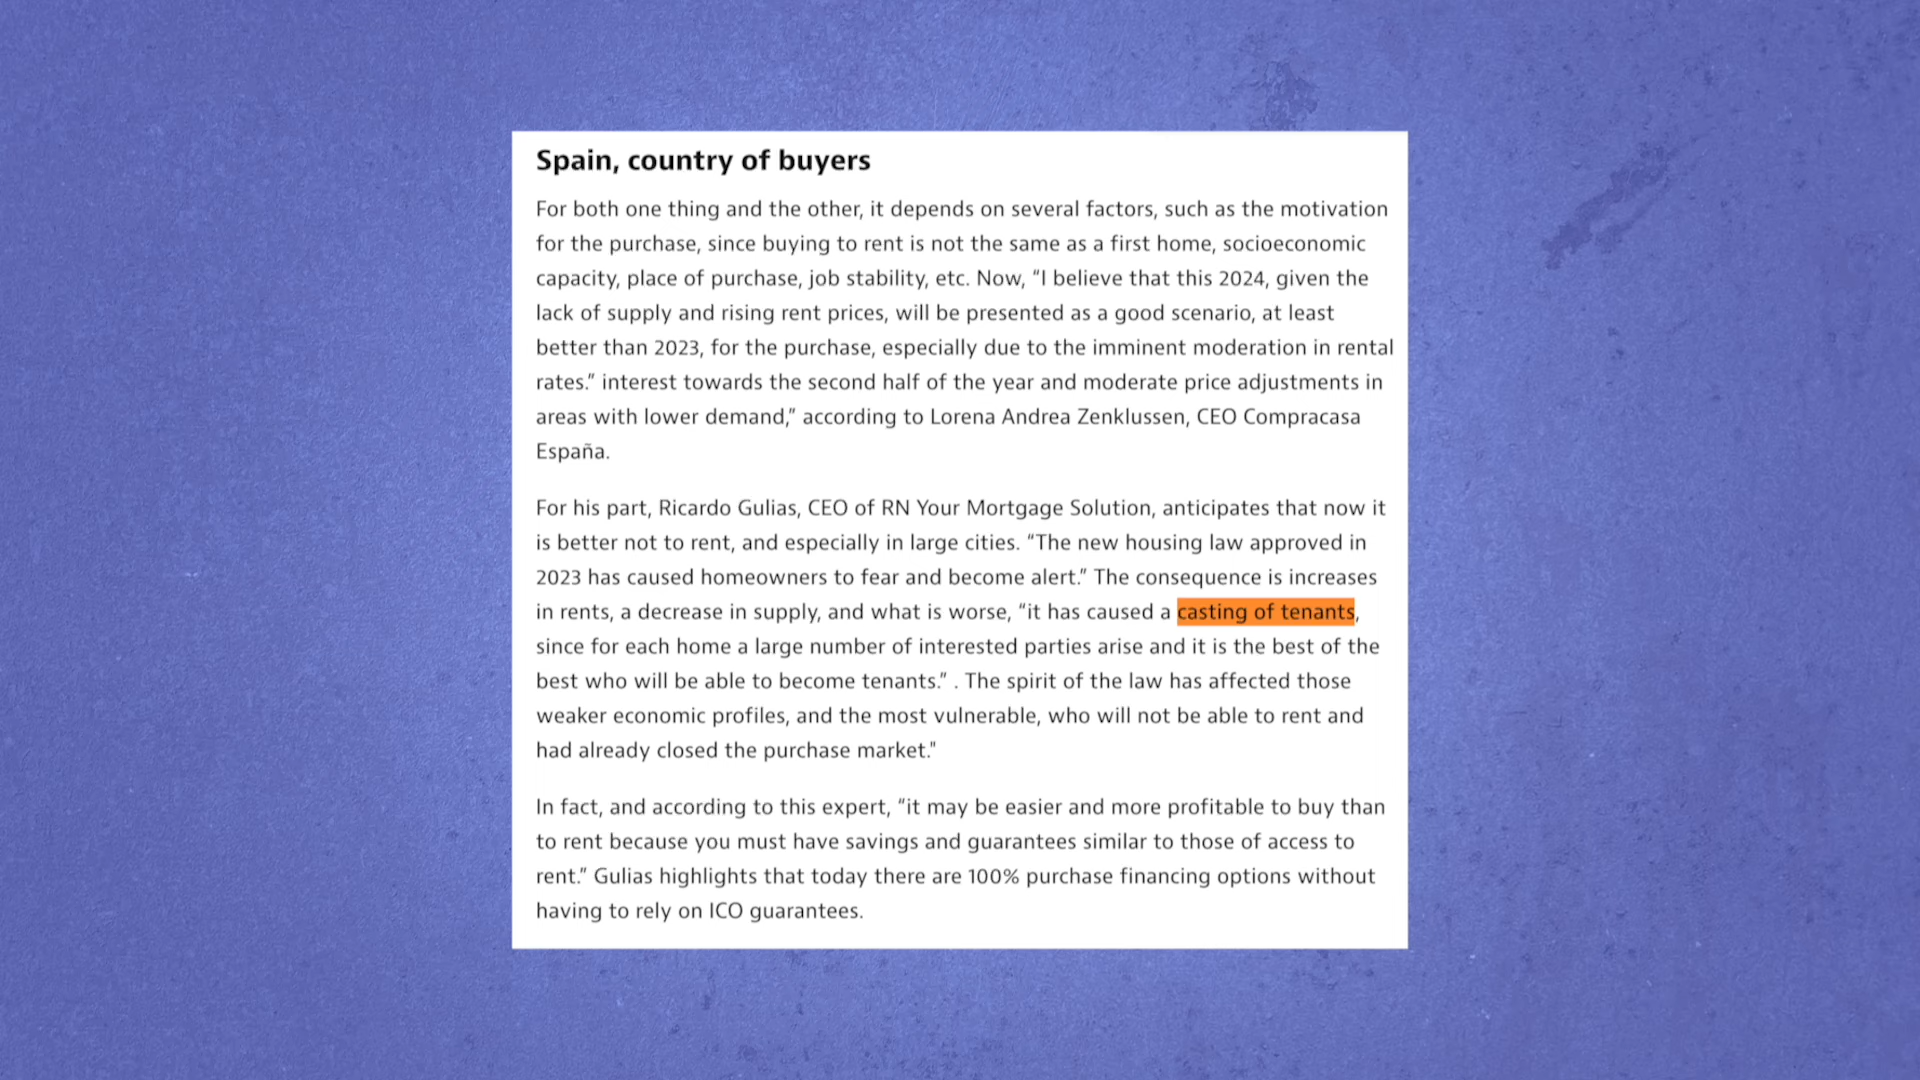 Spain, country of buyers
For both one thing and the other, it depends on several factors, such as the motivation
for the purchase, since buying to rent is not the same as a first home, socioeconomic
capacity, place of purchase, job stability, etc. Now, “I believe that this 2024, given the
lack of supply and rising rent prices, will be presented as a good scenario, at least
better than 2023, for the purchase, especially due to the imminent moderation in rental
rates.” interest towards the second half of the year and moderate price adjustments in
areas with lower demand,” according to Lorena Andrea Zenklussen, CEO Compracasa
España.
For his part, Ricardo Gulias, CEO of RN Your Mortgage Solution, anticipates that now it
is better not to rent, and especially in large cities. “The new housing law approved in
2023 has caused homeowners to fear and become alert.” The consequence is increases
in rents, a decrease in supply, and what is worse, “it has caused a casting of tenants,
since for each home a large number of interested parties arise and it is the best of the
best who will be able to become tenants.” . The spirit of the law has affected those
weaker economic profiles, and the most vulnerable, who will not be able to rent and
had already closed the purchase market."
In fact, and according to this expert, “it may be easier and more profitable to buy than
to rent because you must have savings and guarantees similar to those of access to
rent.” Gulias highlights that today there are 100% purchase financing options without
having to rely on ICO guarantees.